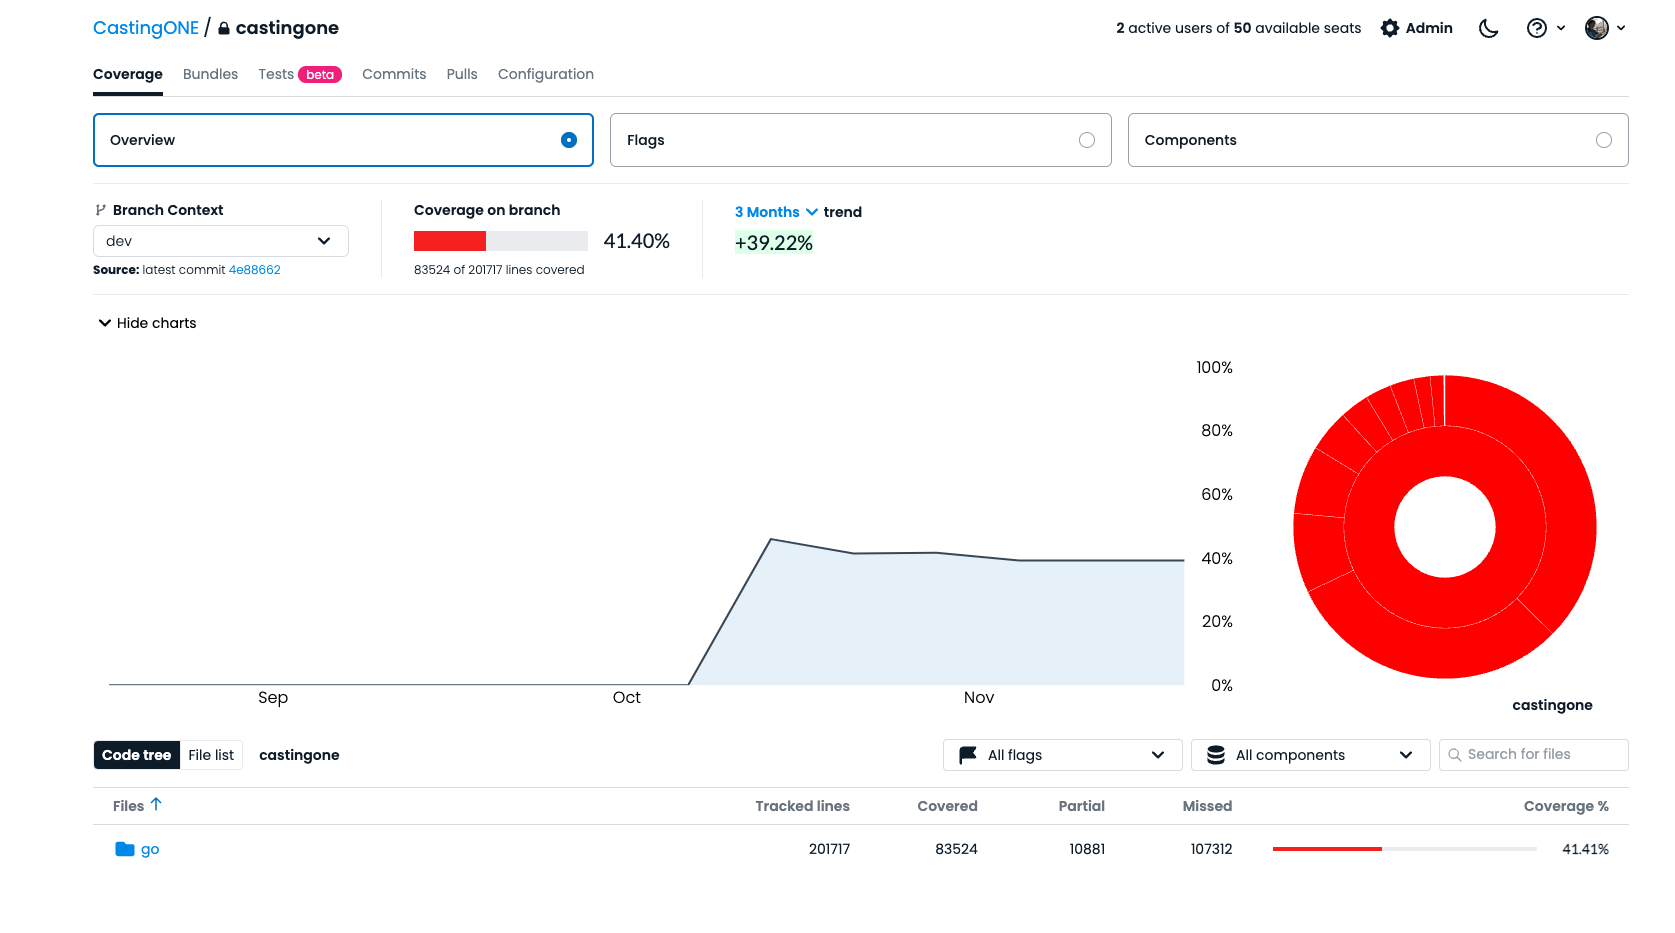 CastingONE / castingone
2 active users of 50 available seats Admin
Coverage Bundles Tests beta Commits Pulls Configuration
Overview Flags Components
Branch Context
dev
Source: latest commit 4e88662
Coverage on branch
41.40%
83524 of 201717 lines covered
3 Months trend
+39.22%
Hide charts
100%
80%
60%
40%
20%
0%
Sep Oct Nov
castingone
Code tree File list castingone All flags All components Search for files
Files Tracked lines Covered Partial Missed Coverage %
go 201717 83524 10881 107312 41.41%